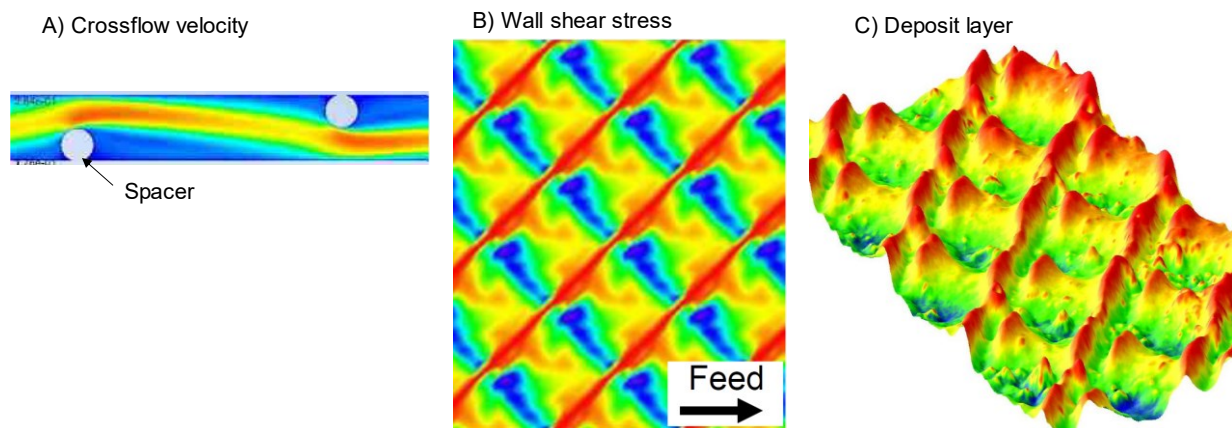 A) Crossflow velocity
B) Wall shear stress
C) Deposit layer
Spacer
Feed